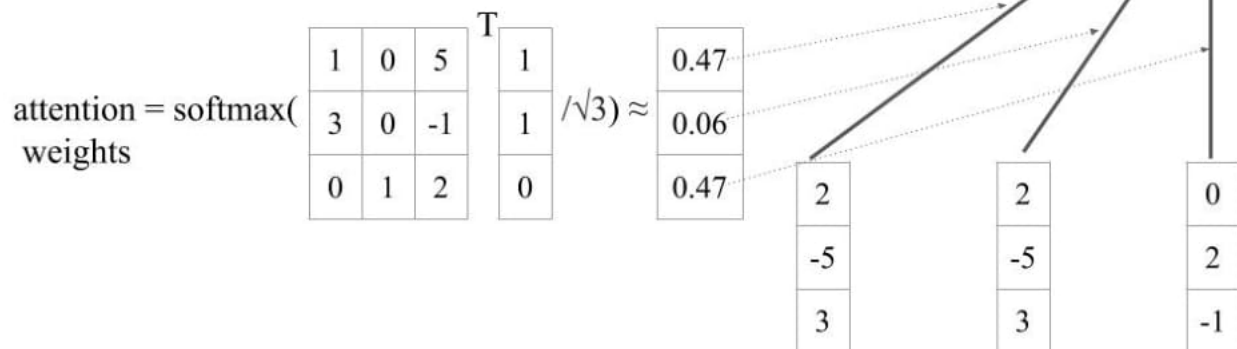 T
1 0 5 1 0.47
attention = softmax( 3 0 -1 1 /√3) ≈ 0.06
weights
0 1 2 0 0.47
2 2 0
-5 -5 2
3 3 -1